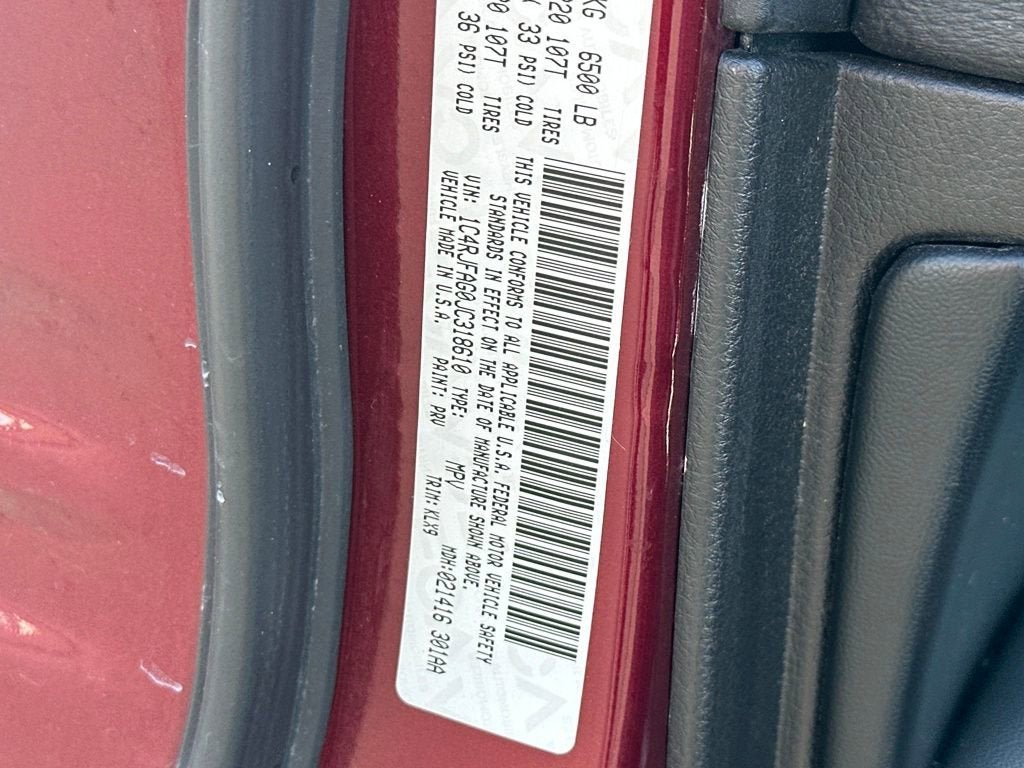 KG 6500 LB
R20 107T TIRES
33 PSI) COLD
R20 107T TIRES
36 PSI) COLD
THIS VEHICLE CONFORMS TO ALL APPLICABLE U.S.A. FEDERAL MOTOR VEHICLE SAFETY
STANDARDS IN EFFECT ON THE DATE OF MANUFACTURE SHOWN ABOVE.
VIN: 1C4RJFAG0JC318610 TYPE: MPV MDH:021416 301AA
VEHICLE MADE IN U.S.A. PAINT: PRV TRIM: KLX9